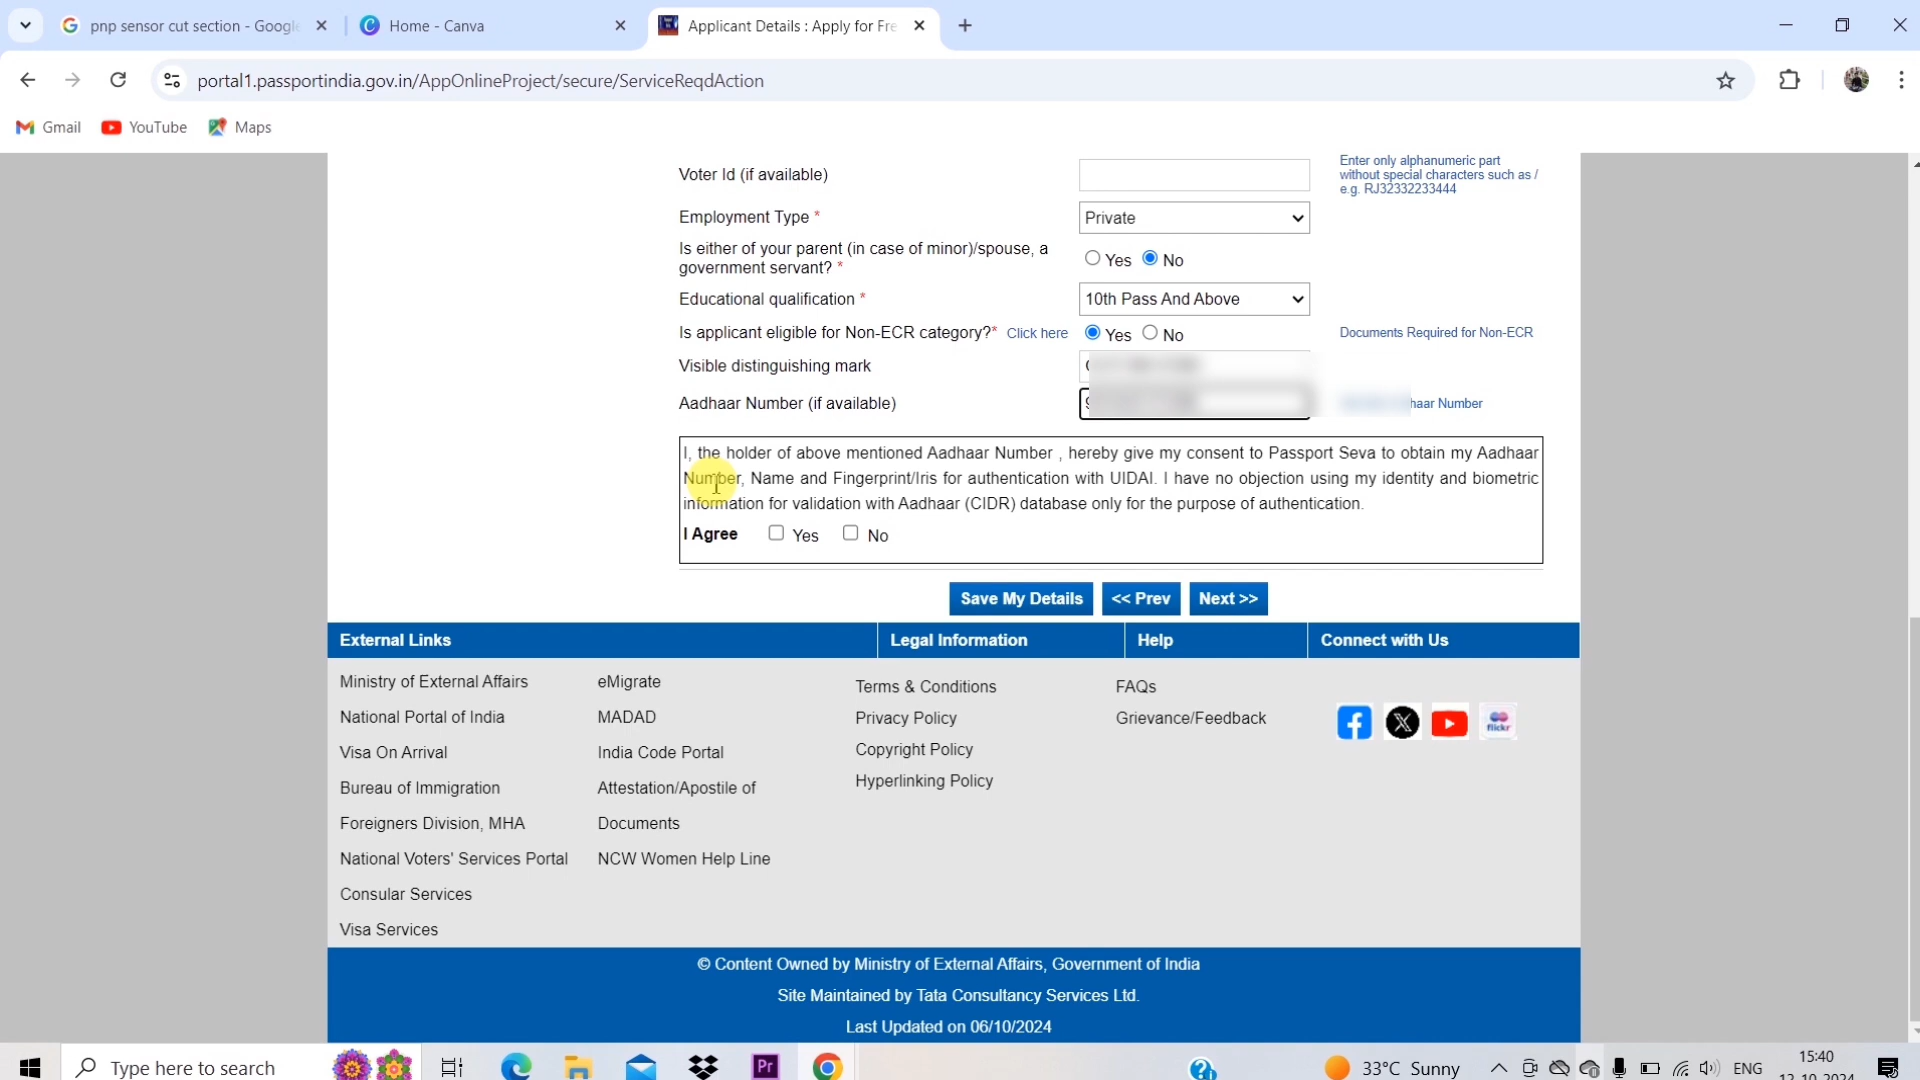 pnp sensor cut section - Google
Home - Canva
Applicant Details : Apply for Fre
portal1.passportindia.gov.in/AppOnlineProject/secure/ServiceReqdAction
Gmail
YouTube
Maps
Voter Id (if available)
Enter only alphanumeric part
without special characters such as /
e.g. RJ32332233444
Employment Type *
Private
Is either of your parent (in case of minor)/spouse, a
government servant? *
Yes No
Educational qualification *
10th Pass And Above
Is applicant eligible for Non-ECR category?* Click here
Yes No
Documents Required for Non-ECR
Visible distinguishing mark
Aadhaar Number (if available)
haar Number
I, the holder of above mentioned Aadhaar Number , hereby give my consent to Passport Seva to obtain my Aadhaar
Number, Name and Fingerprint/Iris for authentication with UIDAI. I have no objection using my identity and biometric
information for validation with Aadhaar (CIDR) database only for the purpose of authentication.
I Agree Yes No
Save My Details
<< Prev
Next >>
External Links
Legal Information
Help
Connect with Us
Ministry of External Affairs
National Portal of India
Visa On Arrival
Bureau of Immigration
Foreigners Division, MHA
National Voters' Services Portal
Consular Services
Visa Services
eMigrate
MADAD
India Code Portal
Attestation/Apostile of
Documents
NCW Women Help Line
Terms & Conditions
Privacy Policy
Copyright Policy
Hyperlinking Policy
FAQs
Grievance/Feedback
flickr
© Content Owned by Ministry of External Affairs, Government of India
Site Maintained by Tata Consultancy Services Ltd.
Last Updated on 06/10/2024
Type here to search
Pr
33°C Sunny
ENG
15:40
12-10-2024